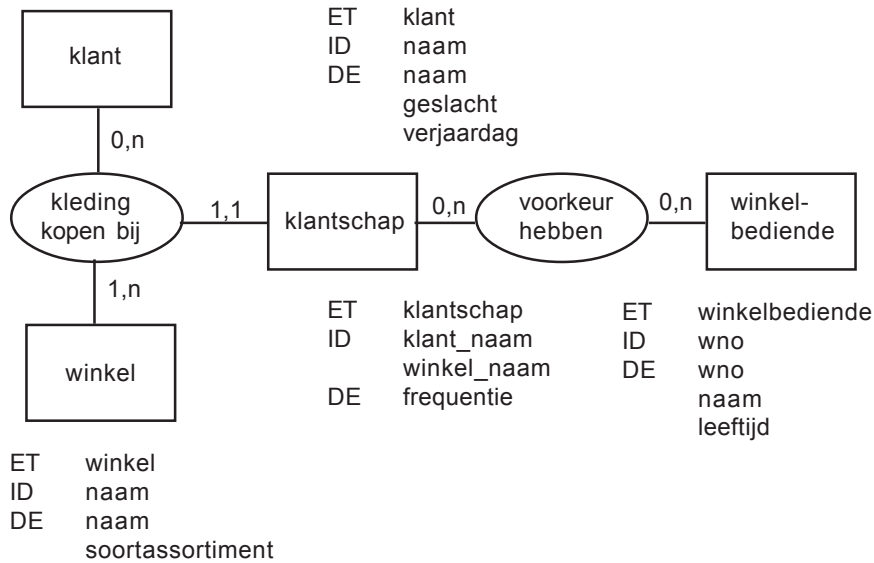 klant
0,n
kleding
kopen bij
1,1
klantschap
0,n
voorkeur
hebben
0,n
winkel-
bediende
1,n
winkel
ET klant
ID naam
DE naam
geslacht
verjaardag
ET klantschap
ID klant_naam
winkel_naam
DE frequentie
ET winkelbediende
ID wno
DE wno
naam
leeftijd
ET winkel
ID naam
DE naam
soortassortiment